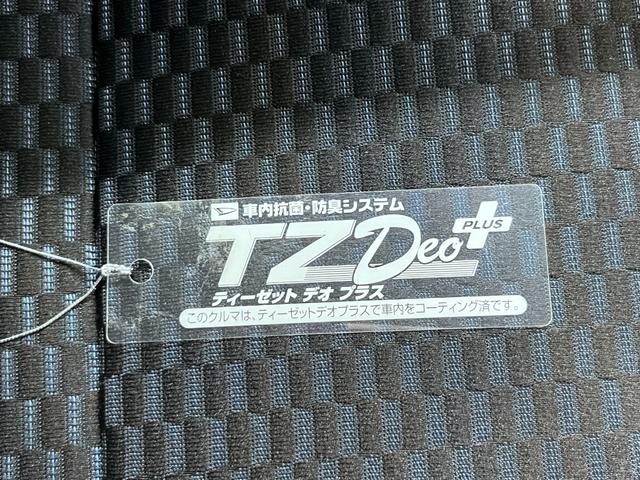 車内抗菌・防臭システム
TZ Deo PLUS
ティーゼット デオ プラス
このクルマは、ティーゼットデオプラスで車内をコーティング済です。